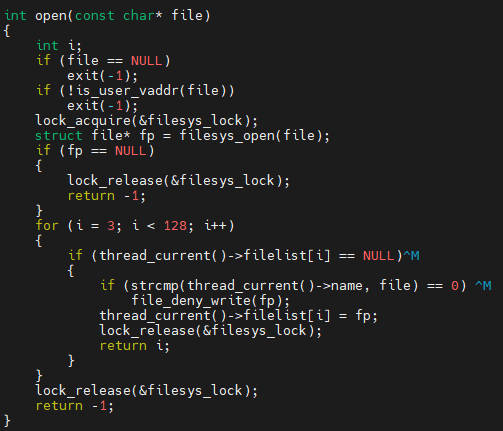 int open(const char* file)
{
    int i;
    if (file == NULL)
        exit(-1);
    if (!is_user_vaddr(file))
        exit(-1);
    lock_acquire(&filesys_lock);
    struct file* fp = filesys_open(file);
    if (fp == NULL)
    {
        lock_release(&filesys_lock);
        return -1;
    }
    for (i = 3; i < 128; i++)
    {
        if (thread_current()->filelist[i] == NULL)^M
        {
            if (strcmp(thread_current()->name, file) == 0) ^M
                file_deny_write(fp);
            thread_current()->filelist[i] = fp;
            lock_release(&filesys_lock);
            return i;
        }
    }
    lock_release(&filesys_lock);
    return -1;
}